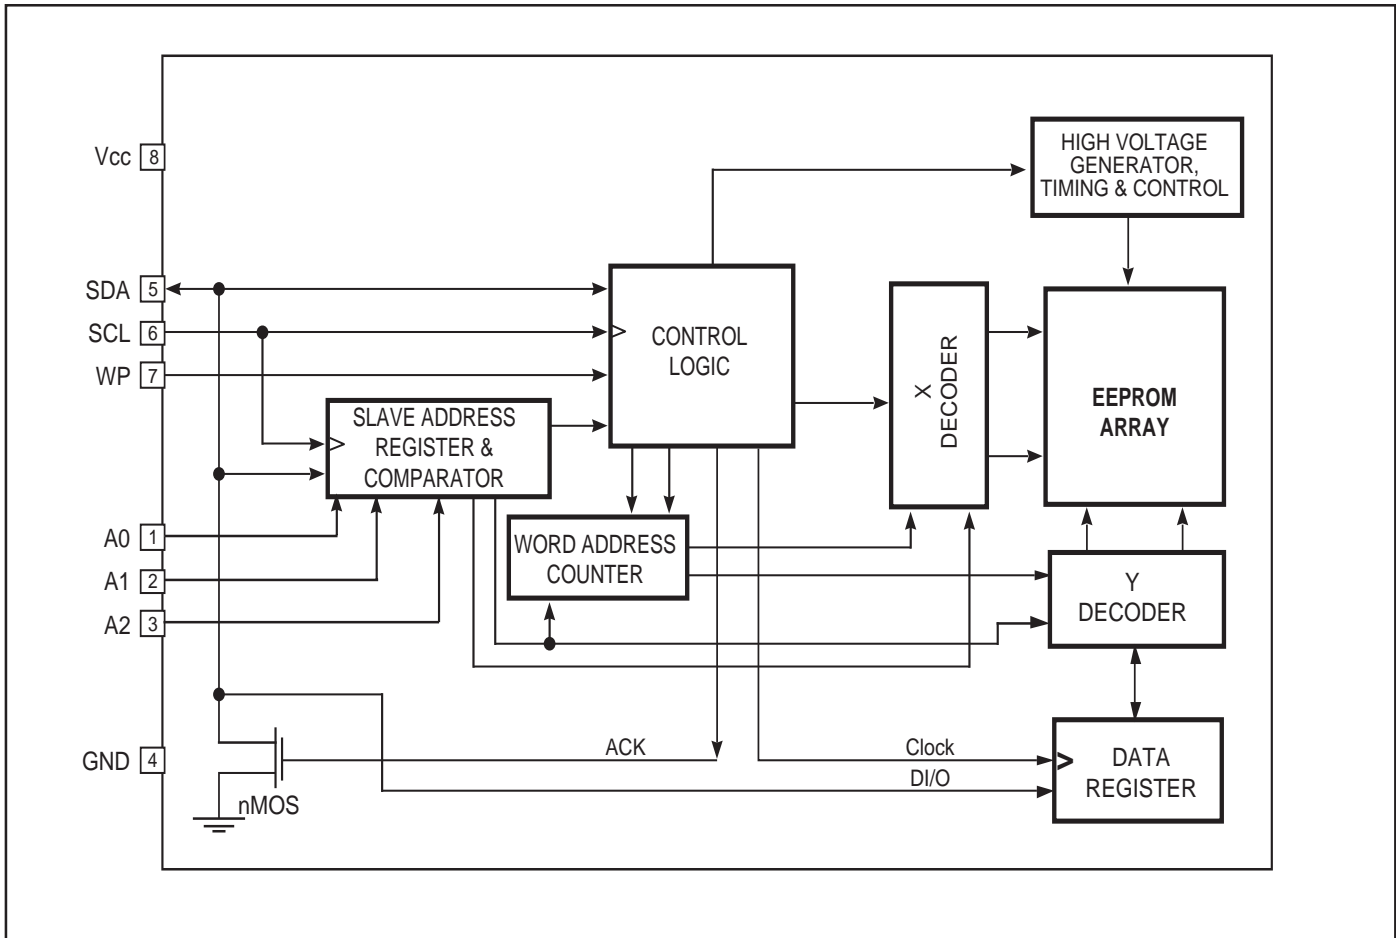 HIGH VOLTAGE
GENERATOR,
TIMING & CONTROL
Vcc 8
SDA 5
SCL 6
WP 7
CONTROL
LOGIC
X
DECODER
EEPROM
ARRAY
SLAVE ADDRESS
REGISTER &
COMPARATOR
A0 1
A1 2
A2 3
WORD ADDRESS
COUNTER
Y
DECODER
GND 4
nMOS
ACK
Clock
DI/O
DATA
REGISTER